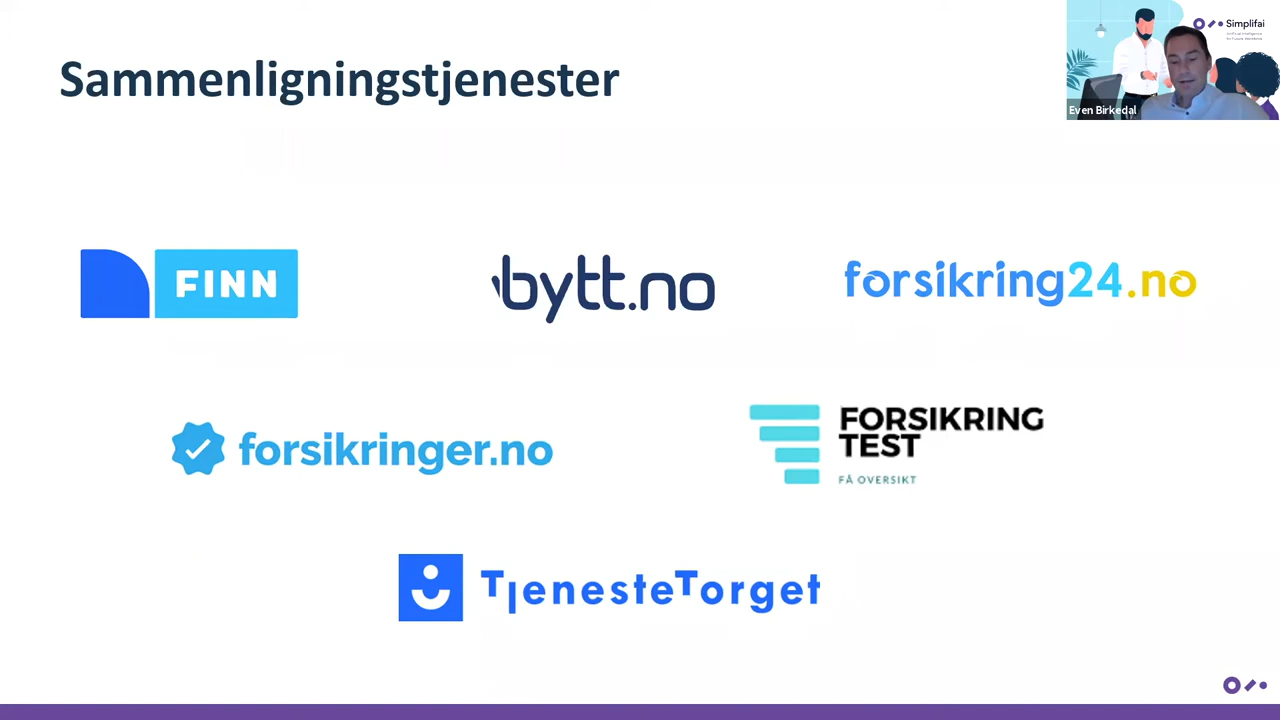 Sammenligningstjenester
Simplifai
Even Birkedal
FINN
bytt.no
forsikring24.no
forsikringer.no
FORSIKRING
TEST
FÅ OVERSIKT
TjenesteTorget